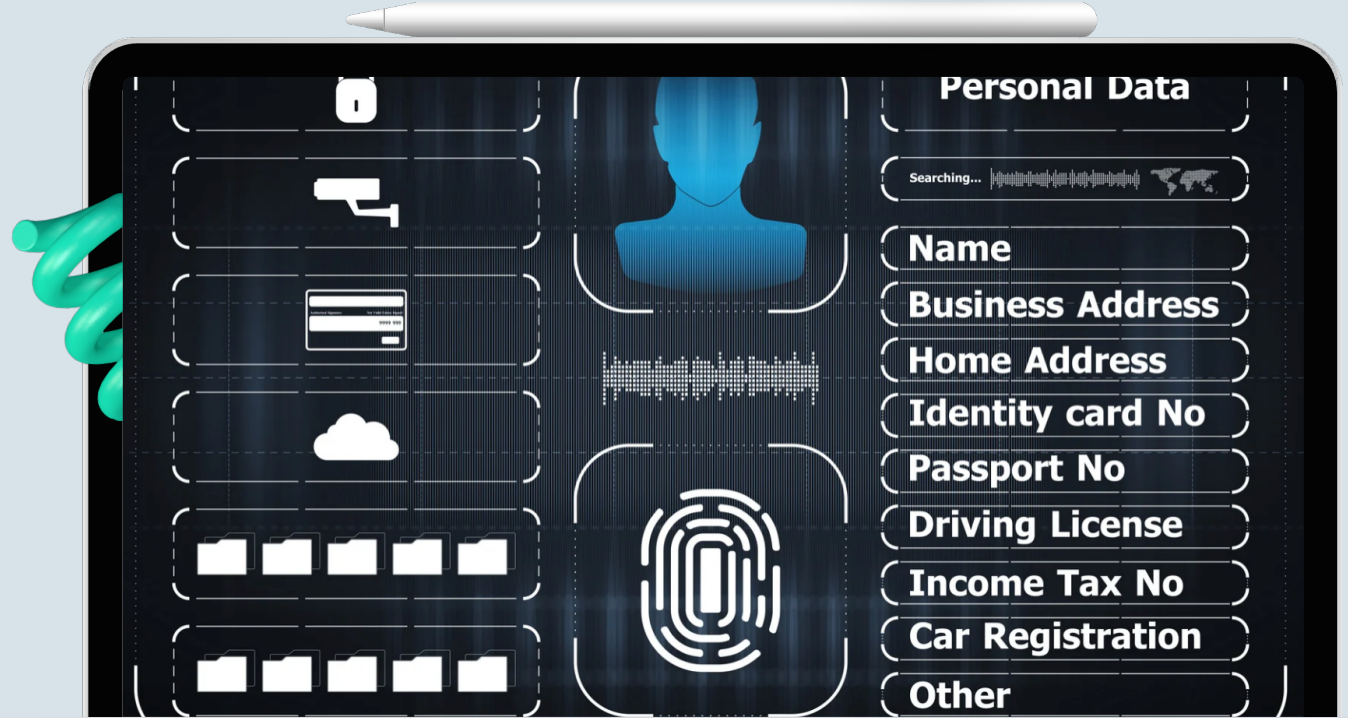 Personal Data
Searching...
Name
Business Address
Home Address
Identity card No
Passport No
Driving License
Income Tax No
Car Registration
Other